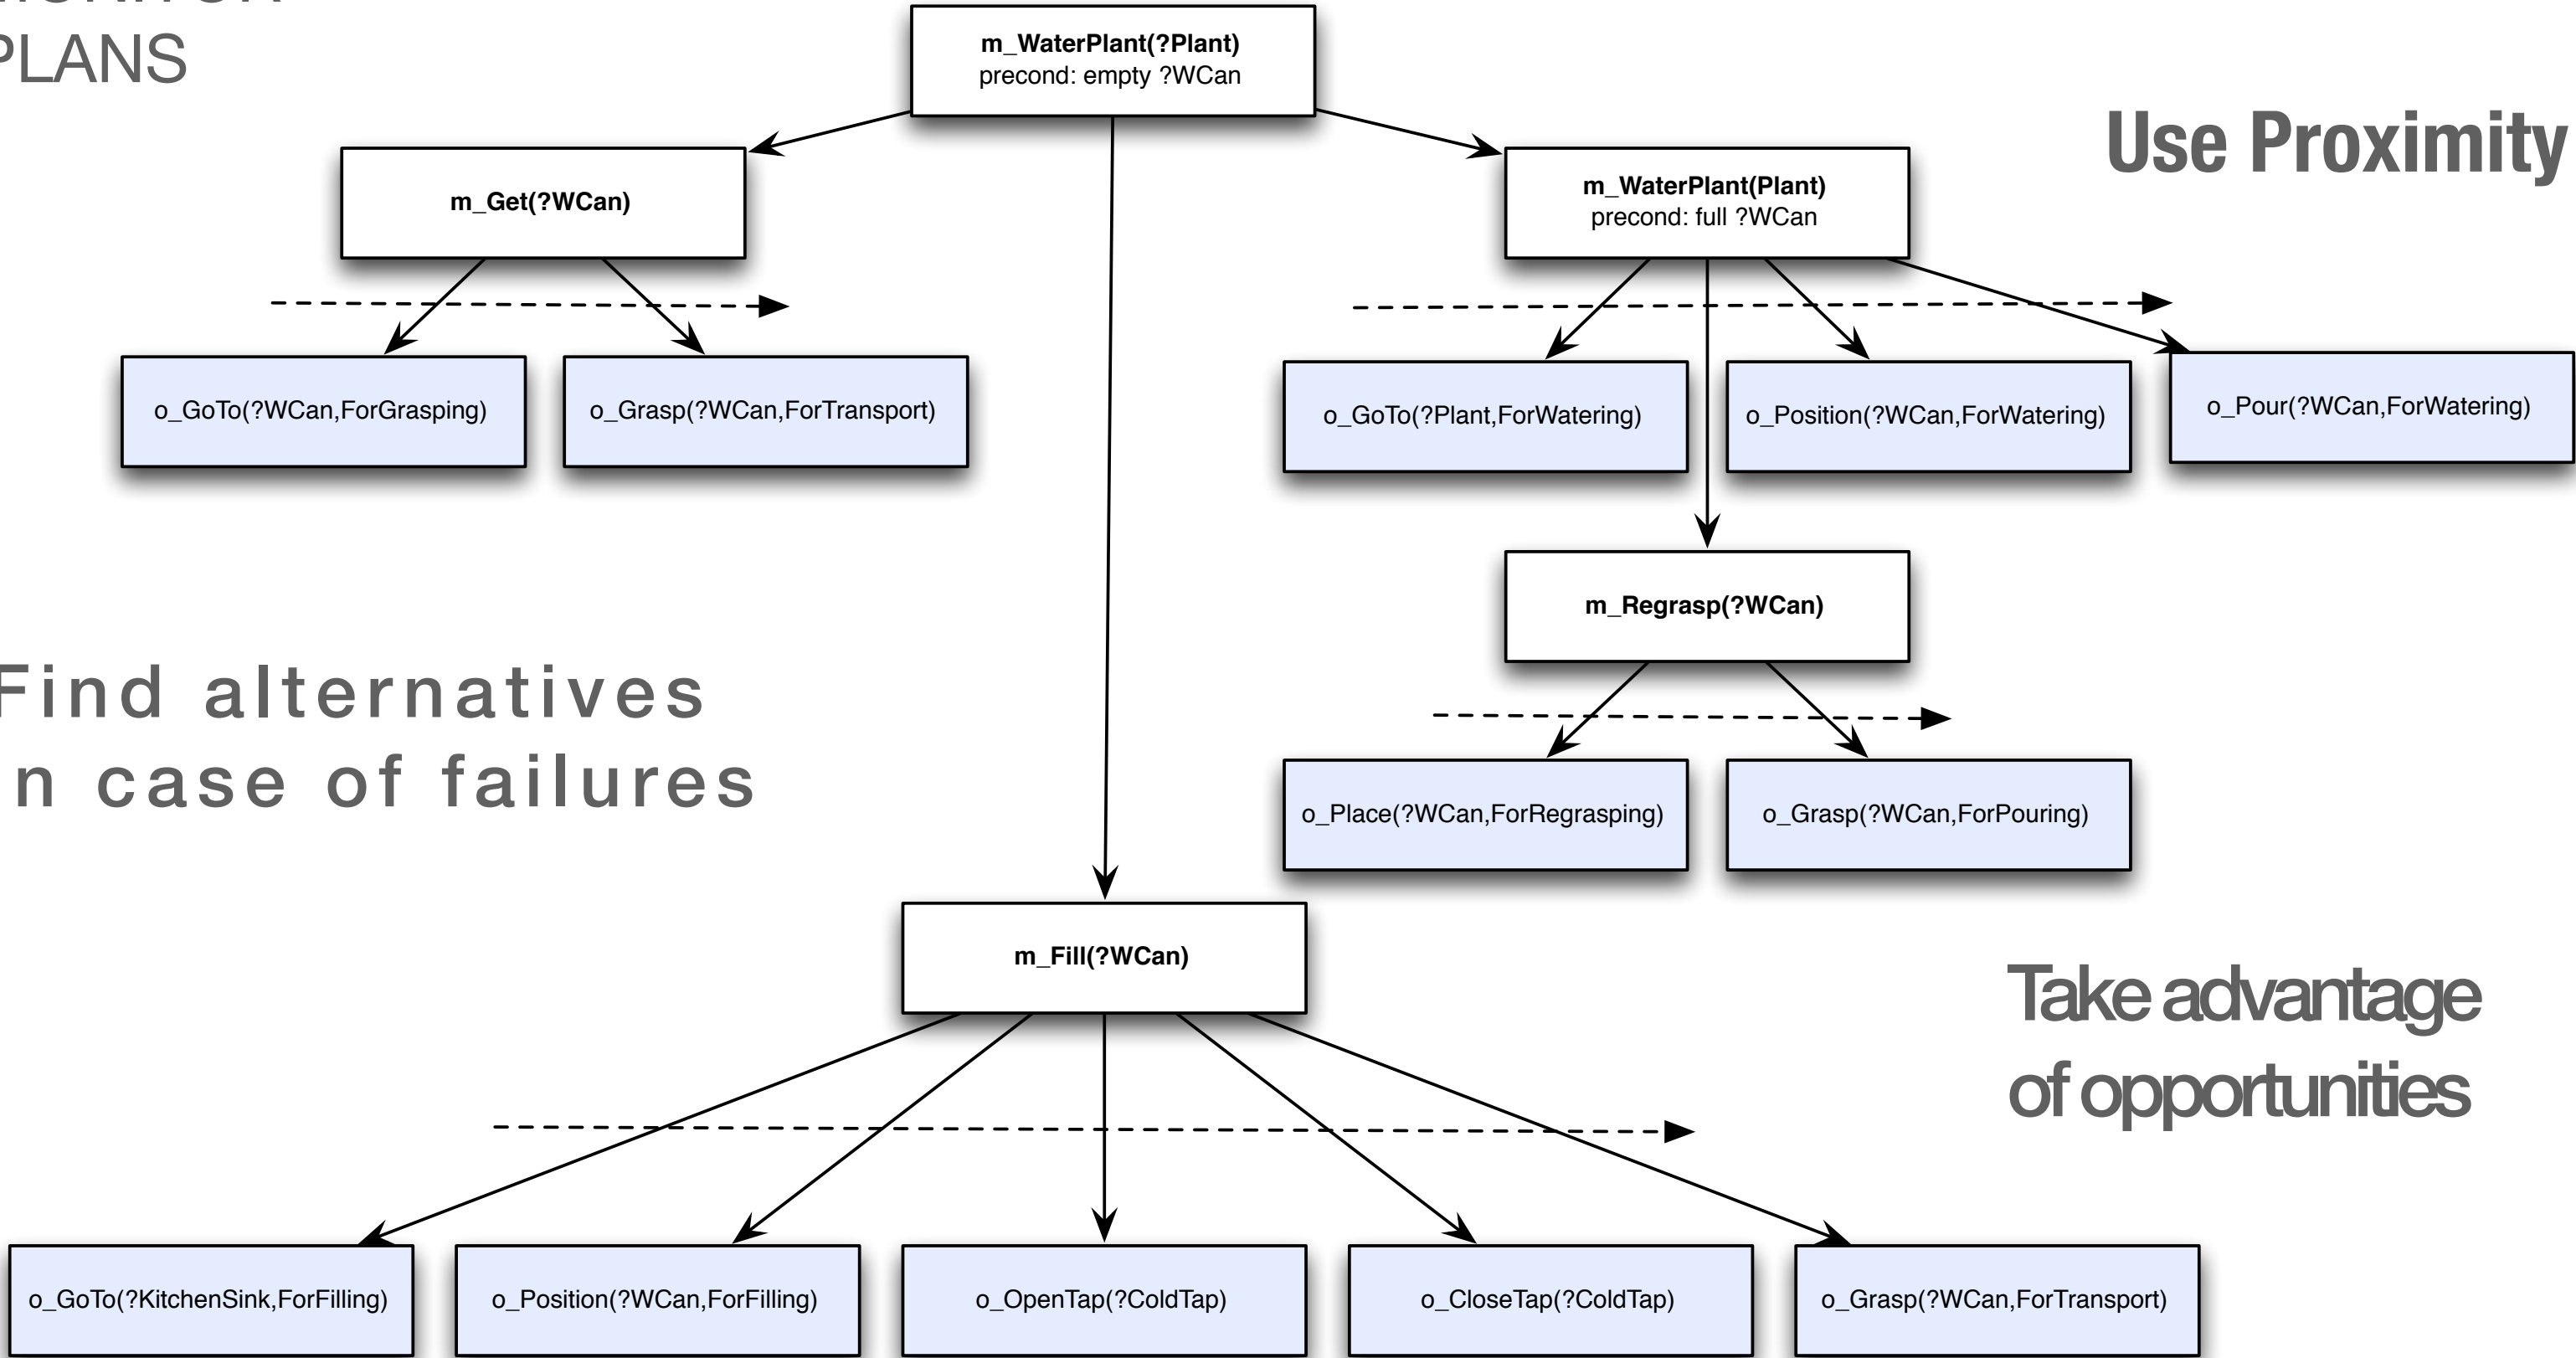 PLANS
m_WaterPlant(?Plant)
precond: empty ?WCan
Use Proximity
m_Get(?WCan)
m_WaterPlant(Plant)
precond: full ?WCan
o_GoTo(?WCan,ForGrasping)
o_Grasp(?WCan,ForTransport)
o_GoTo(?Plant,ForWatering)
o_Position(?WCan,ForWatering)
o_Pour(?WCan,ForWatering)
m_Regrasp(?WCan)
Find alternatives
n case of failures
o_Place(?WCan,ForRegrasping)
o_Grasp(?WCan,ForPouring)
m_Fill(?WCan)
Take advantage
of opportunities
o_GoTo(?KitchenSink,ForFilling)
o_Position(?WCan,ForFilling)
o_OpenTap(?ColdTap)
o_CloseTap(?ColdTap)
o_Grasp(?WCan,ForTransport)